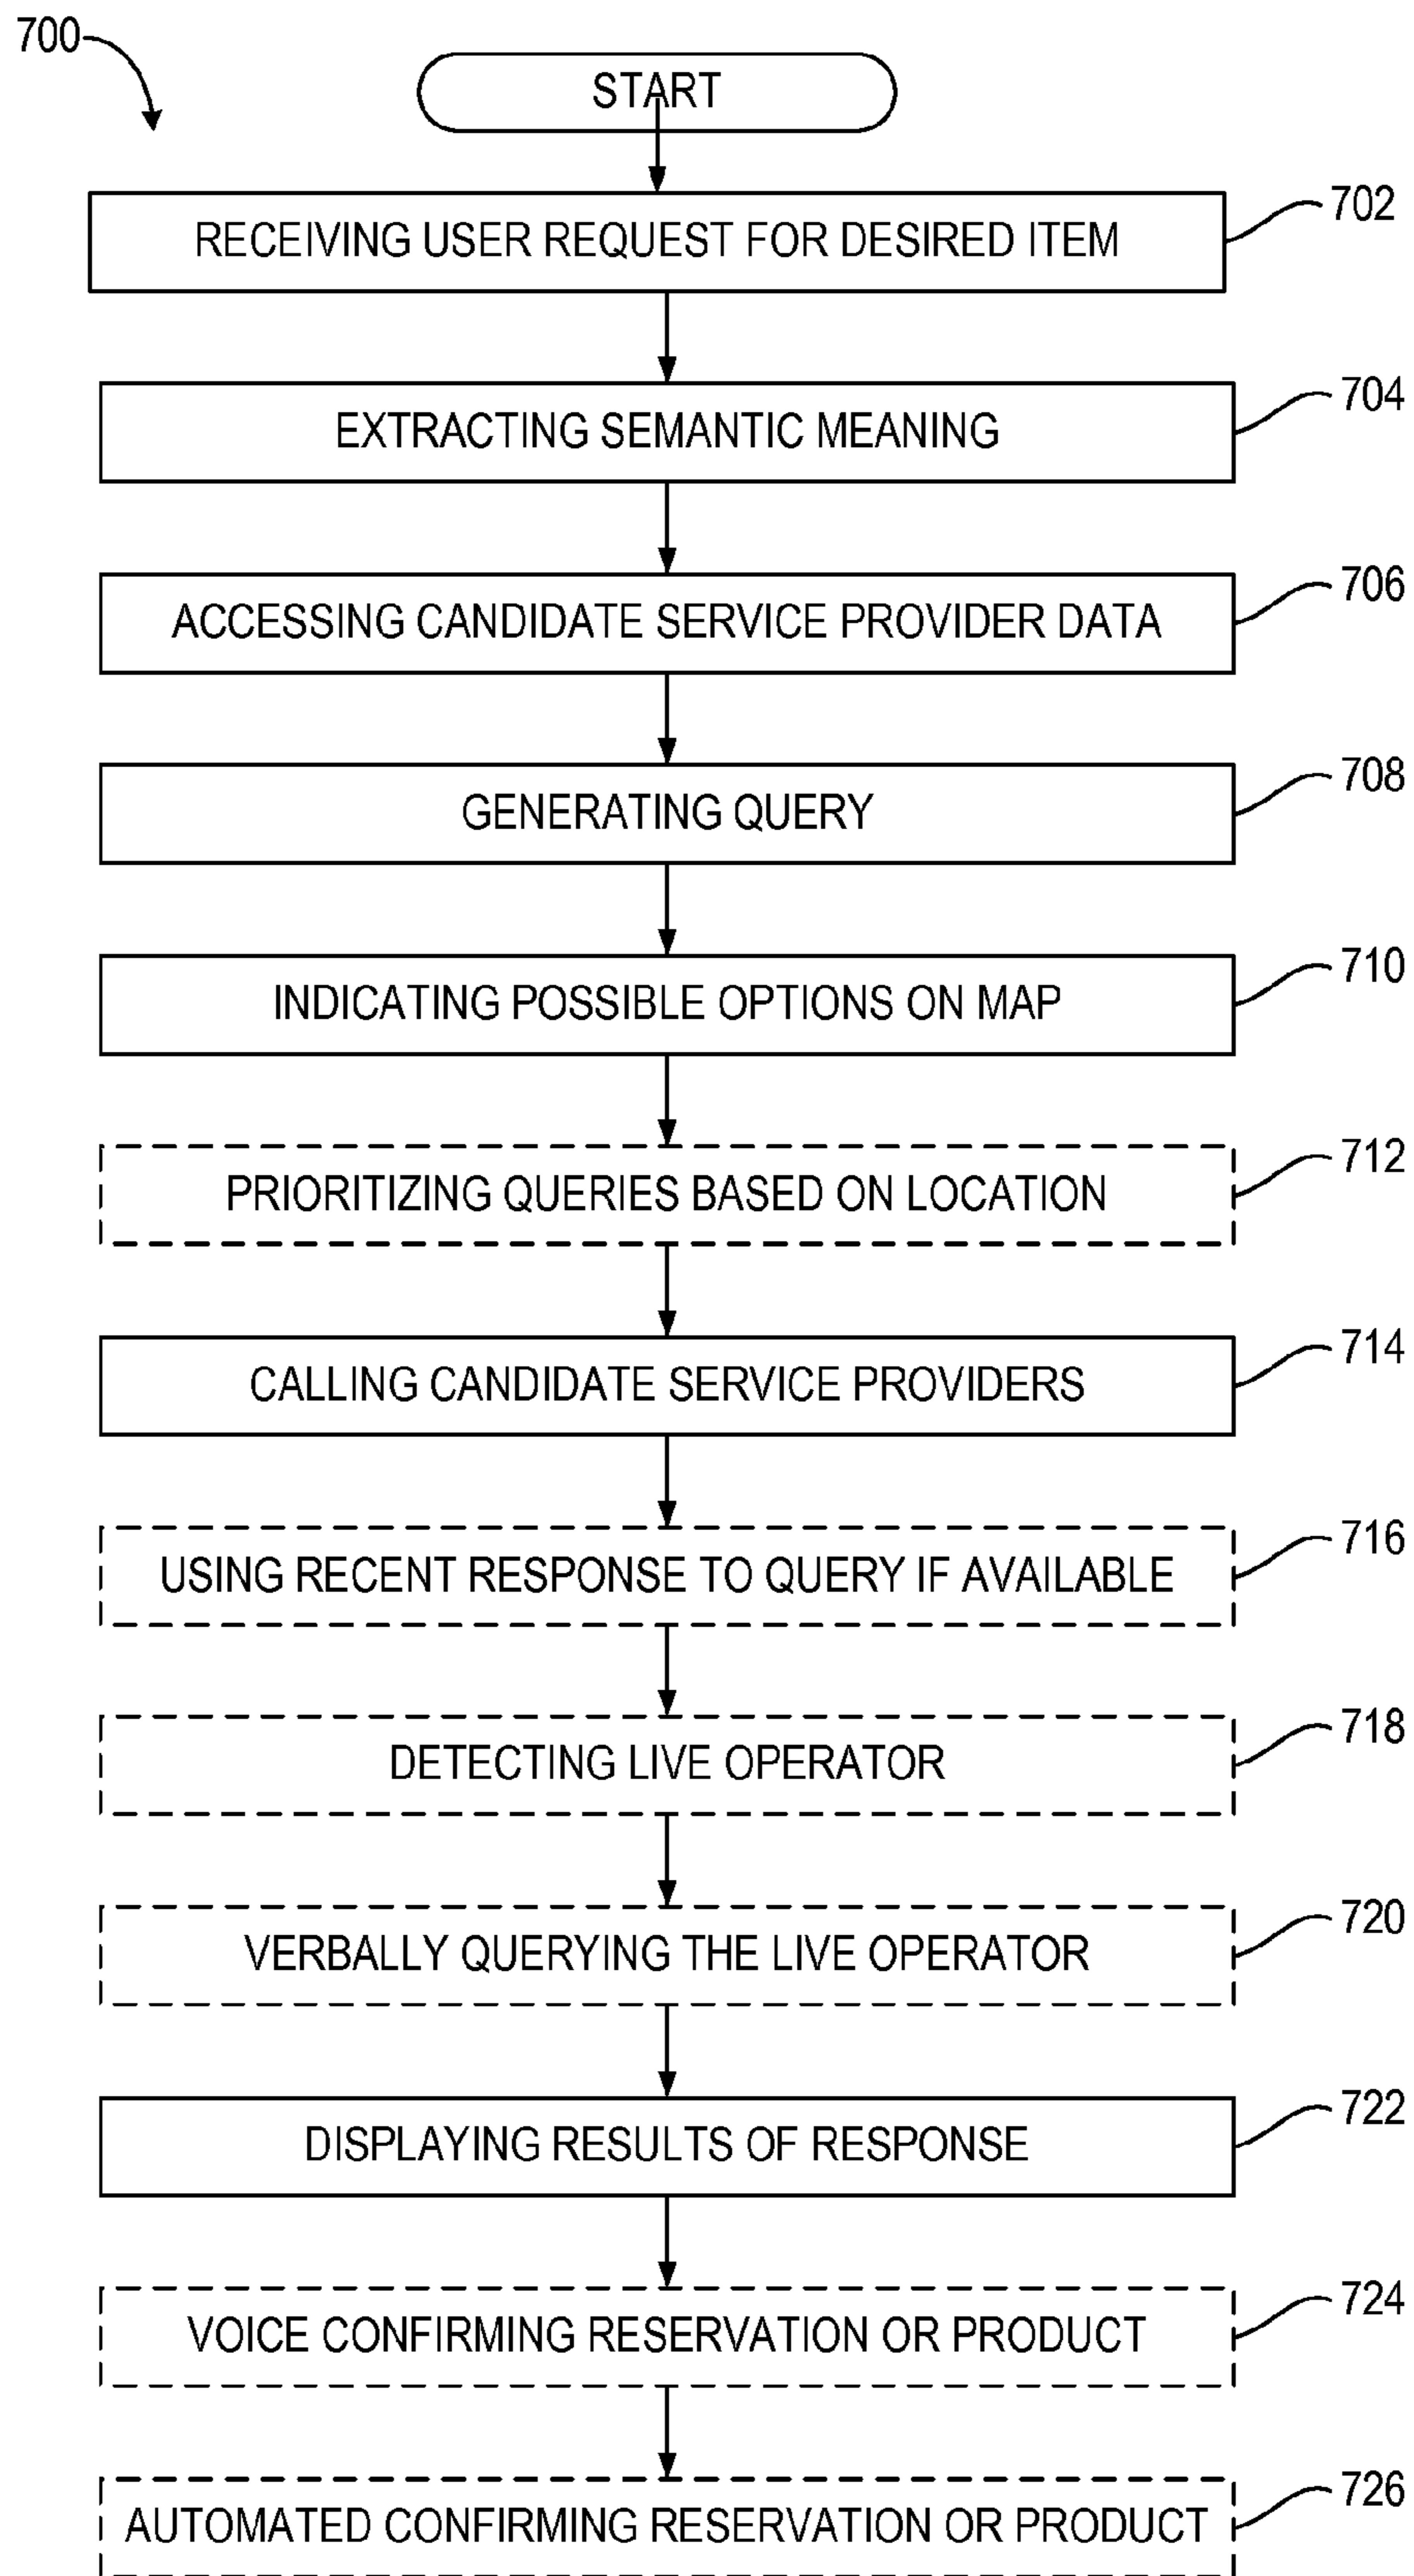 700
START
RECEIVING USER REQUEST FOR DESIRED ITEM
702
EXTRACTING SEMANTIC MEANING
704
ACCESSING CANDIDATE SERVICE PROVIDER DATA
706
GENERATING QUERY
708
INDICATING POSSIBLE OPTIONS ON MAP
710
PRIORITIZING QUERIES BASED ON LOCATION
712
CALLING CANDIDATE SERVICE PROVIDERS
714
USING RECENT RESPONSE TO QUERY IF AVAILABLE
716
DETECTING LIVE OPERATOR
718
VERBALLY QUERYING THE LIVE OPERATOR
720
DISPLAYING RESULTS OF RESPONSE
722
VOICE CONFIRMING RESERVATION OR PRODUCT
724
AUTOMATED CONFIRMING RESERVATION OR PRODUCT
726